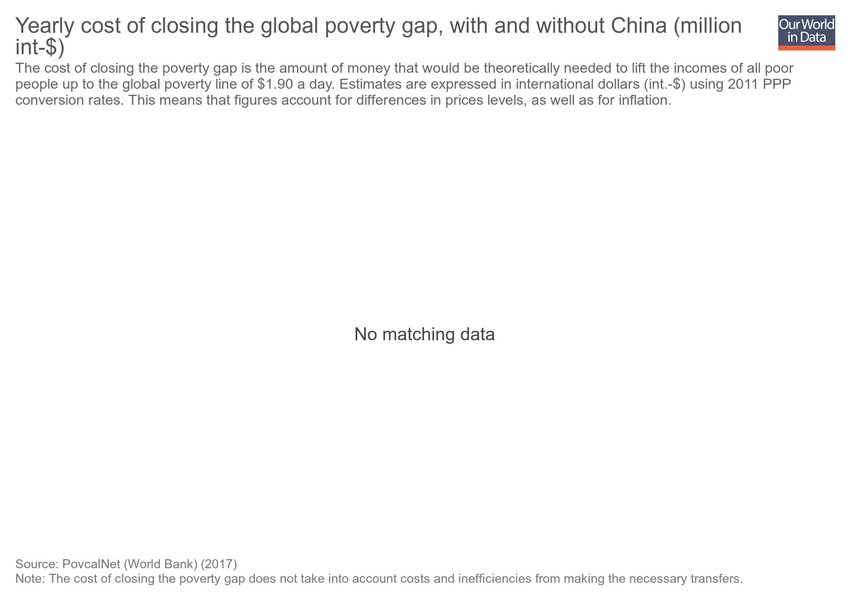 Yearly cost of closing the global poverty gap, with and without China (million
int-$)
Our World
in Data
The cost of closing the poverty gap is the amount of money that would be theoretically needed to lift the incomes of all poor
people up to the global poverty line of $1.90 a day. Estimates are expressed in international dollars (int.-$) using 2011 PPP
conversion rates. This means that figures account for differences in prices levels, as well as for inflation.
No matching data
Source: PovcalNet (World Bank) (2017)
Note: The cost of closing the poverty gap does not take into account costs and inefficiencies from making the necessary transfers.